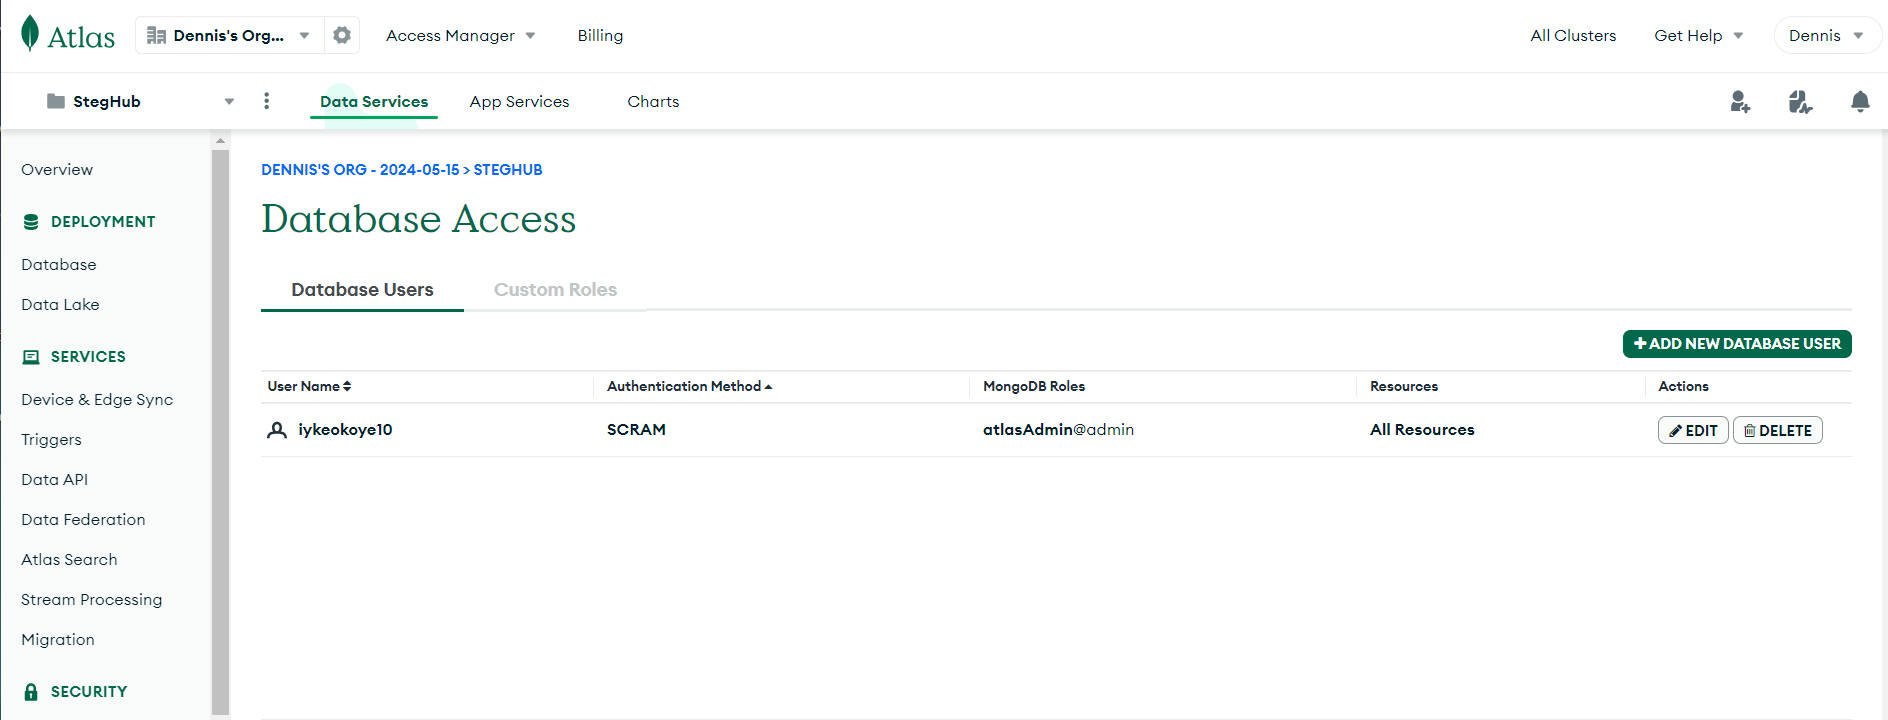 Atlas
Dennis's Org...
Access Manager
Billing
All Clusters
Get Help
Dennis
StegHub
Data Services
App Services
Charts
Overview
DEPLOYMENT
Database
Data Lake
SERVICES
Device & Edge Sync
Triggers
Data API
Data Federation
Atlas Search
Stream Processing
Migration
SECURITY
DENNIS'S ORG - 2024-05-15 > STEGHUB
Database Access
Database Users
Custom Roles
+ ADD NEW DATABASE USER
User Name
Authentication Method
MongoDB Roles
Resources
Actions
iykeokoye10
SCRAM
atlasAdmin@admin
All Resources
EDIT
DELETE